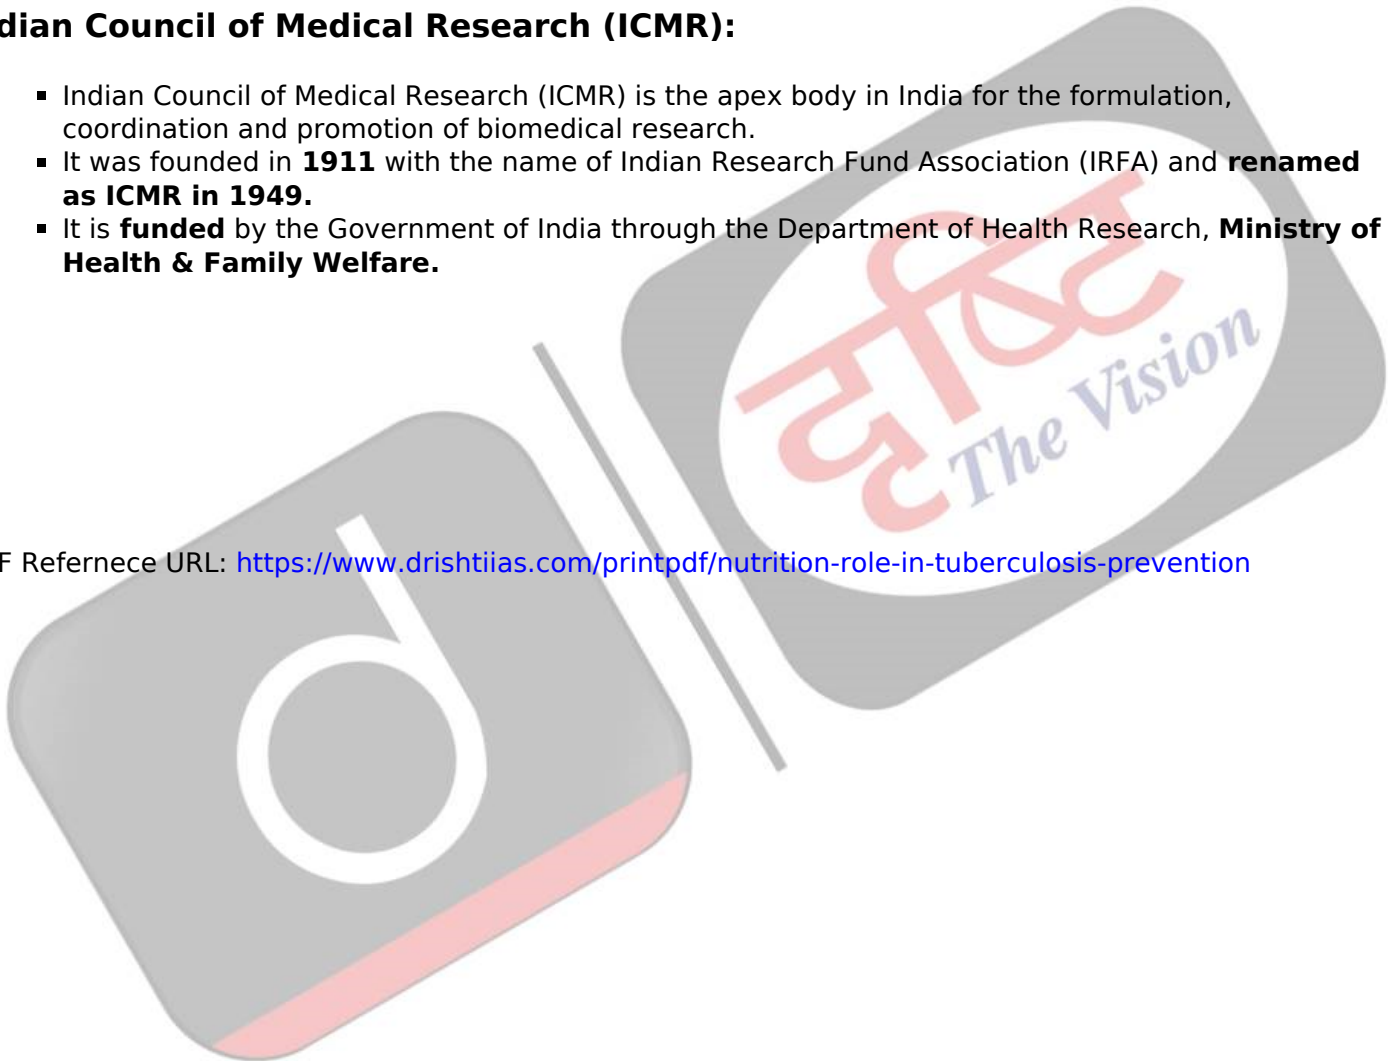 dian Council of Medical Research (ICMR):
▪ Indian Council of Medical Research (ICMR) is the apex body in India for the formulation,
coordination and promotion of biomedical research.
▪ It was founded in 1911 with the name of Indian Research Fund Association (IRFA) and renamed
as ICMR in 1949.
▪ It is funded by the Government of India through the Department of Health Research, Ministry of
Health & Family Welfare.
दृष्टि
The Vision
d
F Refernece URL: https://www.drishtiias.com/printpdf/nutrition-role-in-tuberculosis-prevention